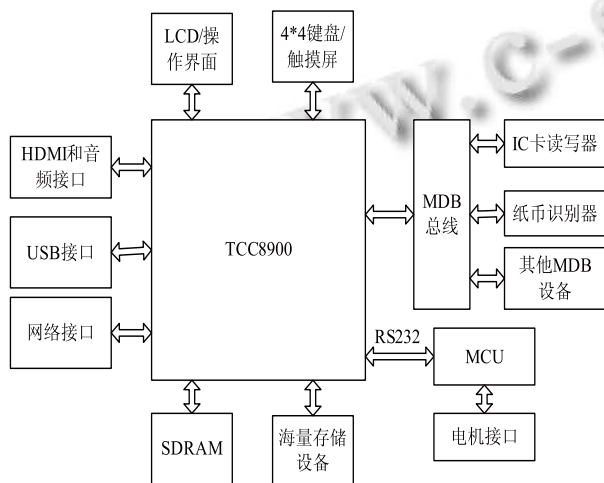 LCD/操
作界面
4*4键盘/
触摸屏
www.c-s
HDMI和音
频接口
USB接口
网络接口
TCC8900
MDB
总线
IC卡读写器
纸币识别器
其他MDB
设备
RS232
MCU
电机接口
SDRAM
海量存储
设备